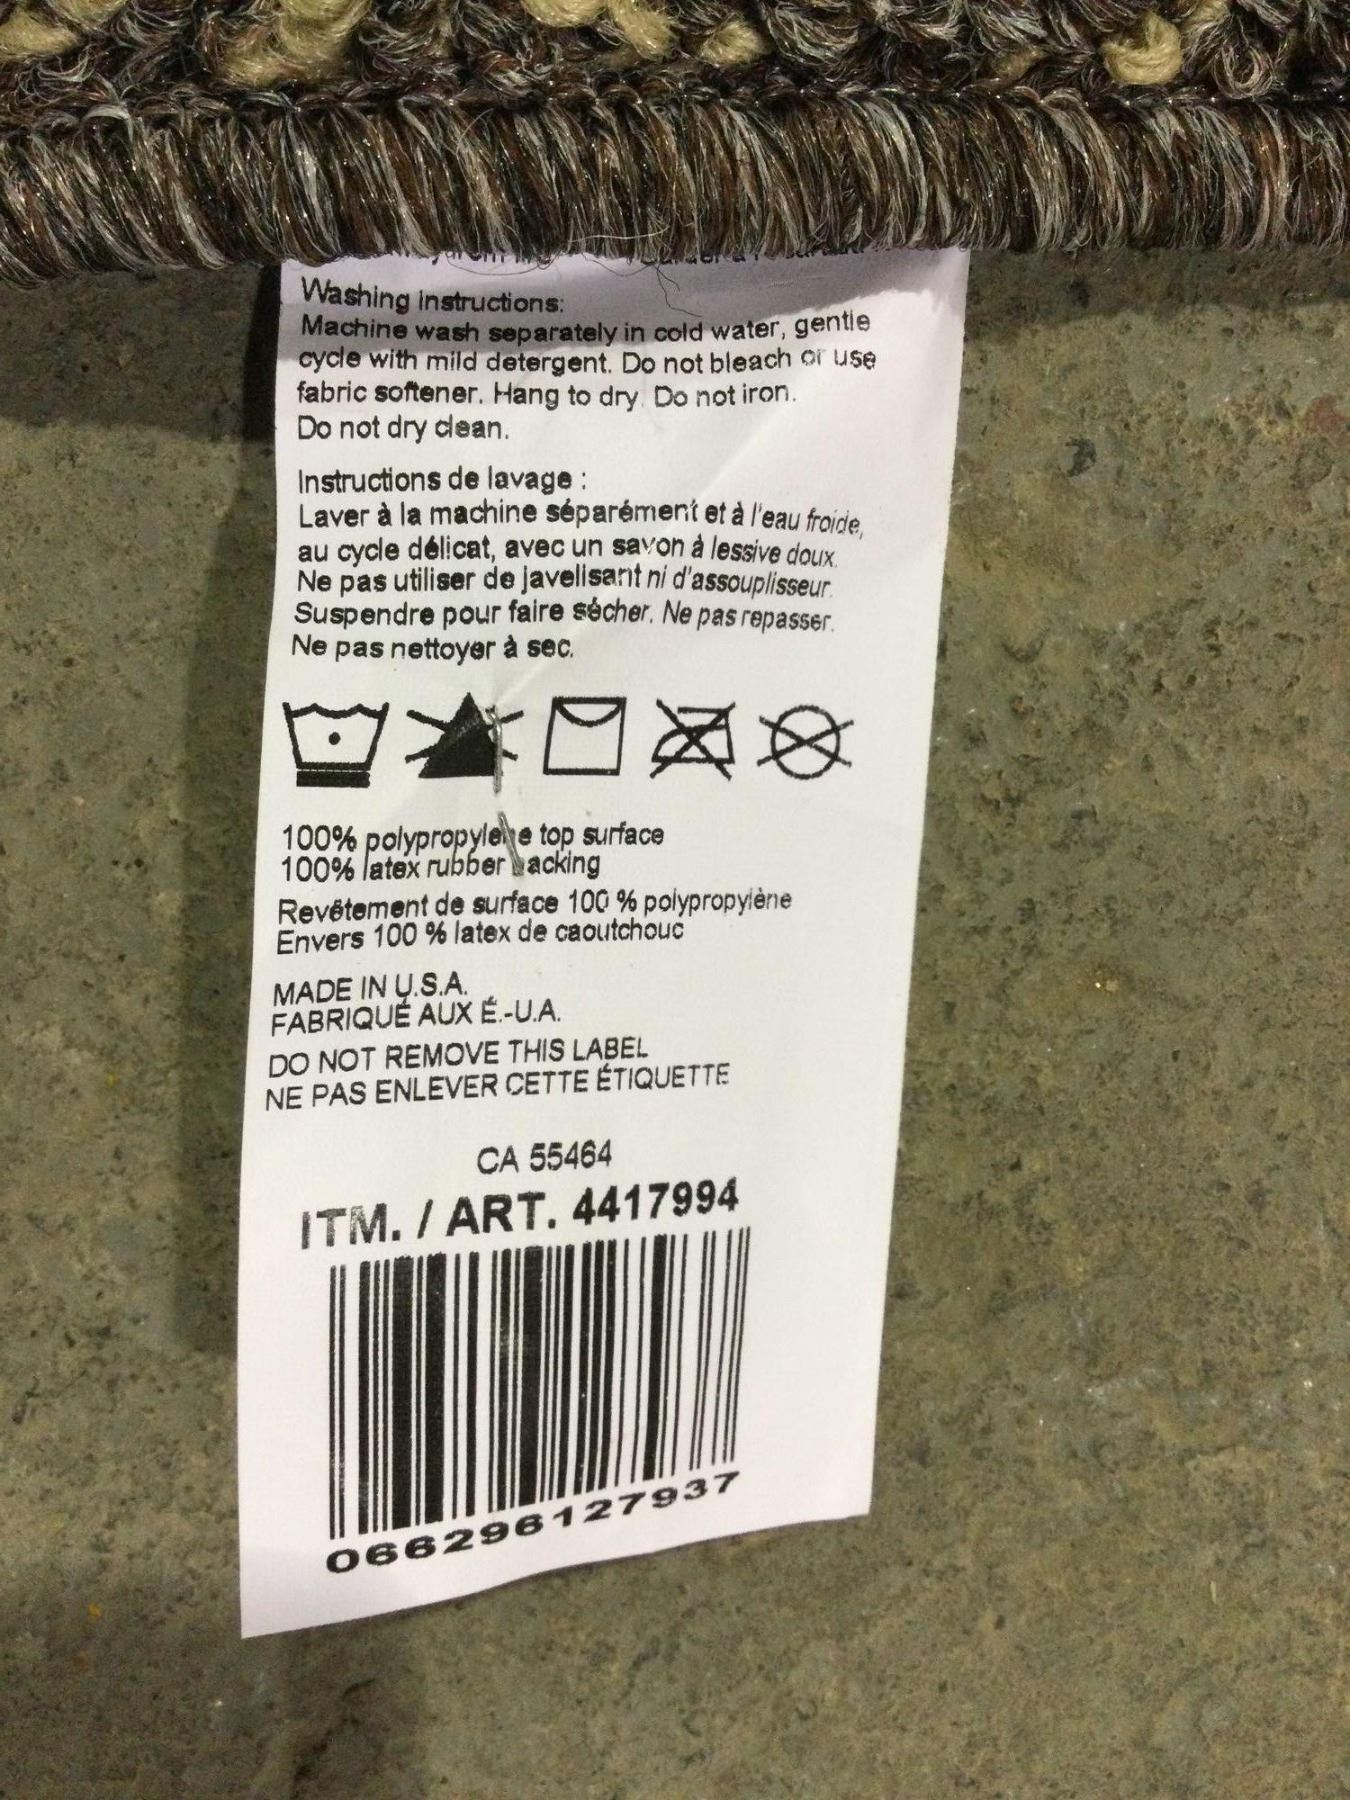 Washing instructions:
Machine wash separately in cold water, gentle
cycle with mild detergent. Do not bleach or use
fabric softener. Hang to dry. Do not iron.
Do not dry clean.
Instructions de lavage :
Laver à la machine séparément et à l'eau froide,
au cycle délicat, avec un savon à lessive doux.
Ne pas utiliser de javellisant ni d'assouplisseur.
Suspendre pour faire sécher. Ne pas repasser.
Ne pas nettoyer à sec.
100% polypropylene top surface
100% latex rubber backing
Revêtement de surface 100 % polypropylène
Envers 100 % latex de caoutchouc
MADE IN U.S.A.
FABRIQUÉ AUX É.-U.A.
DO NOT REMOVE THIS LABEL
NE PAS ENLEVER CETTE ÉTIQUETTE
CA 55464
ITM. / ART. 4417994
066296127937